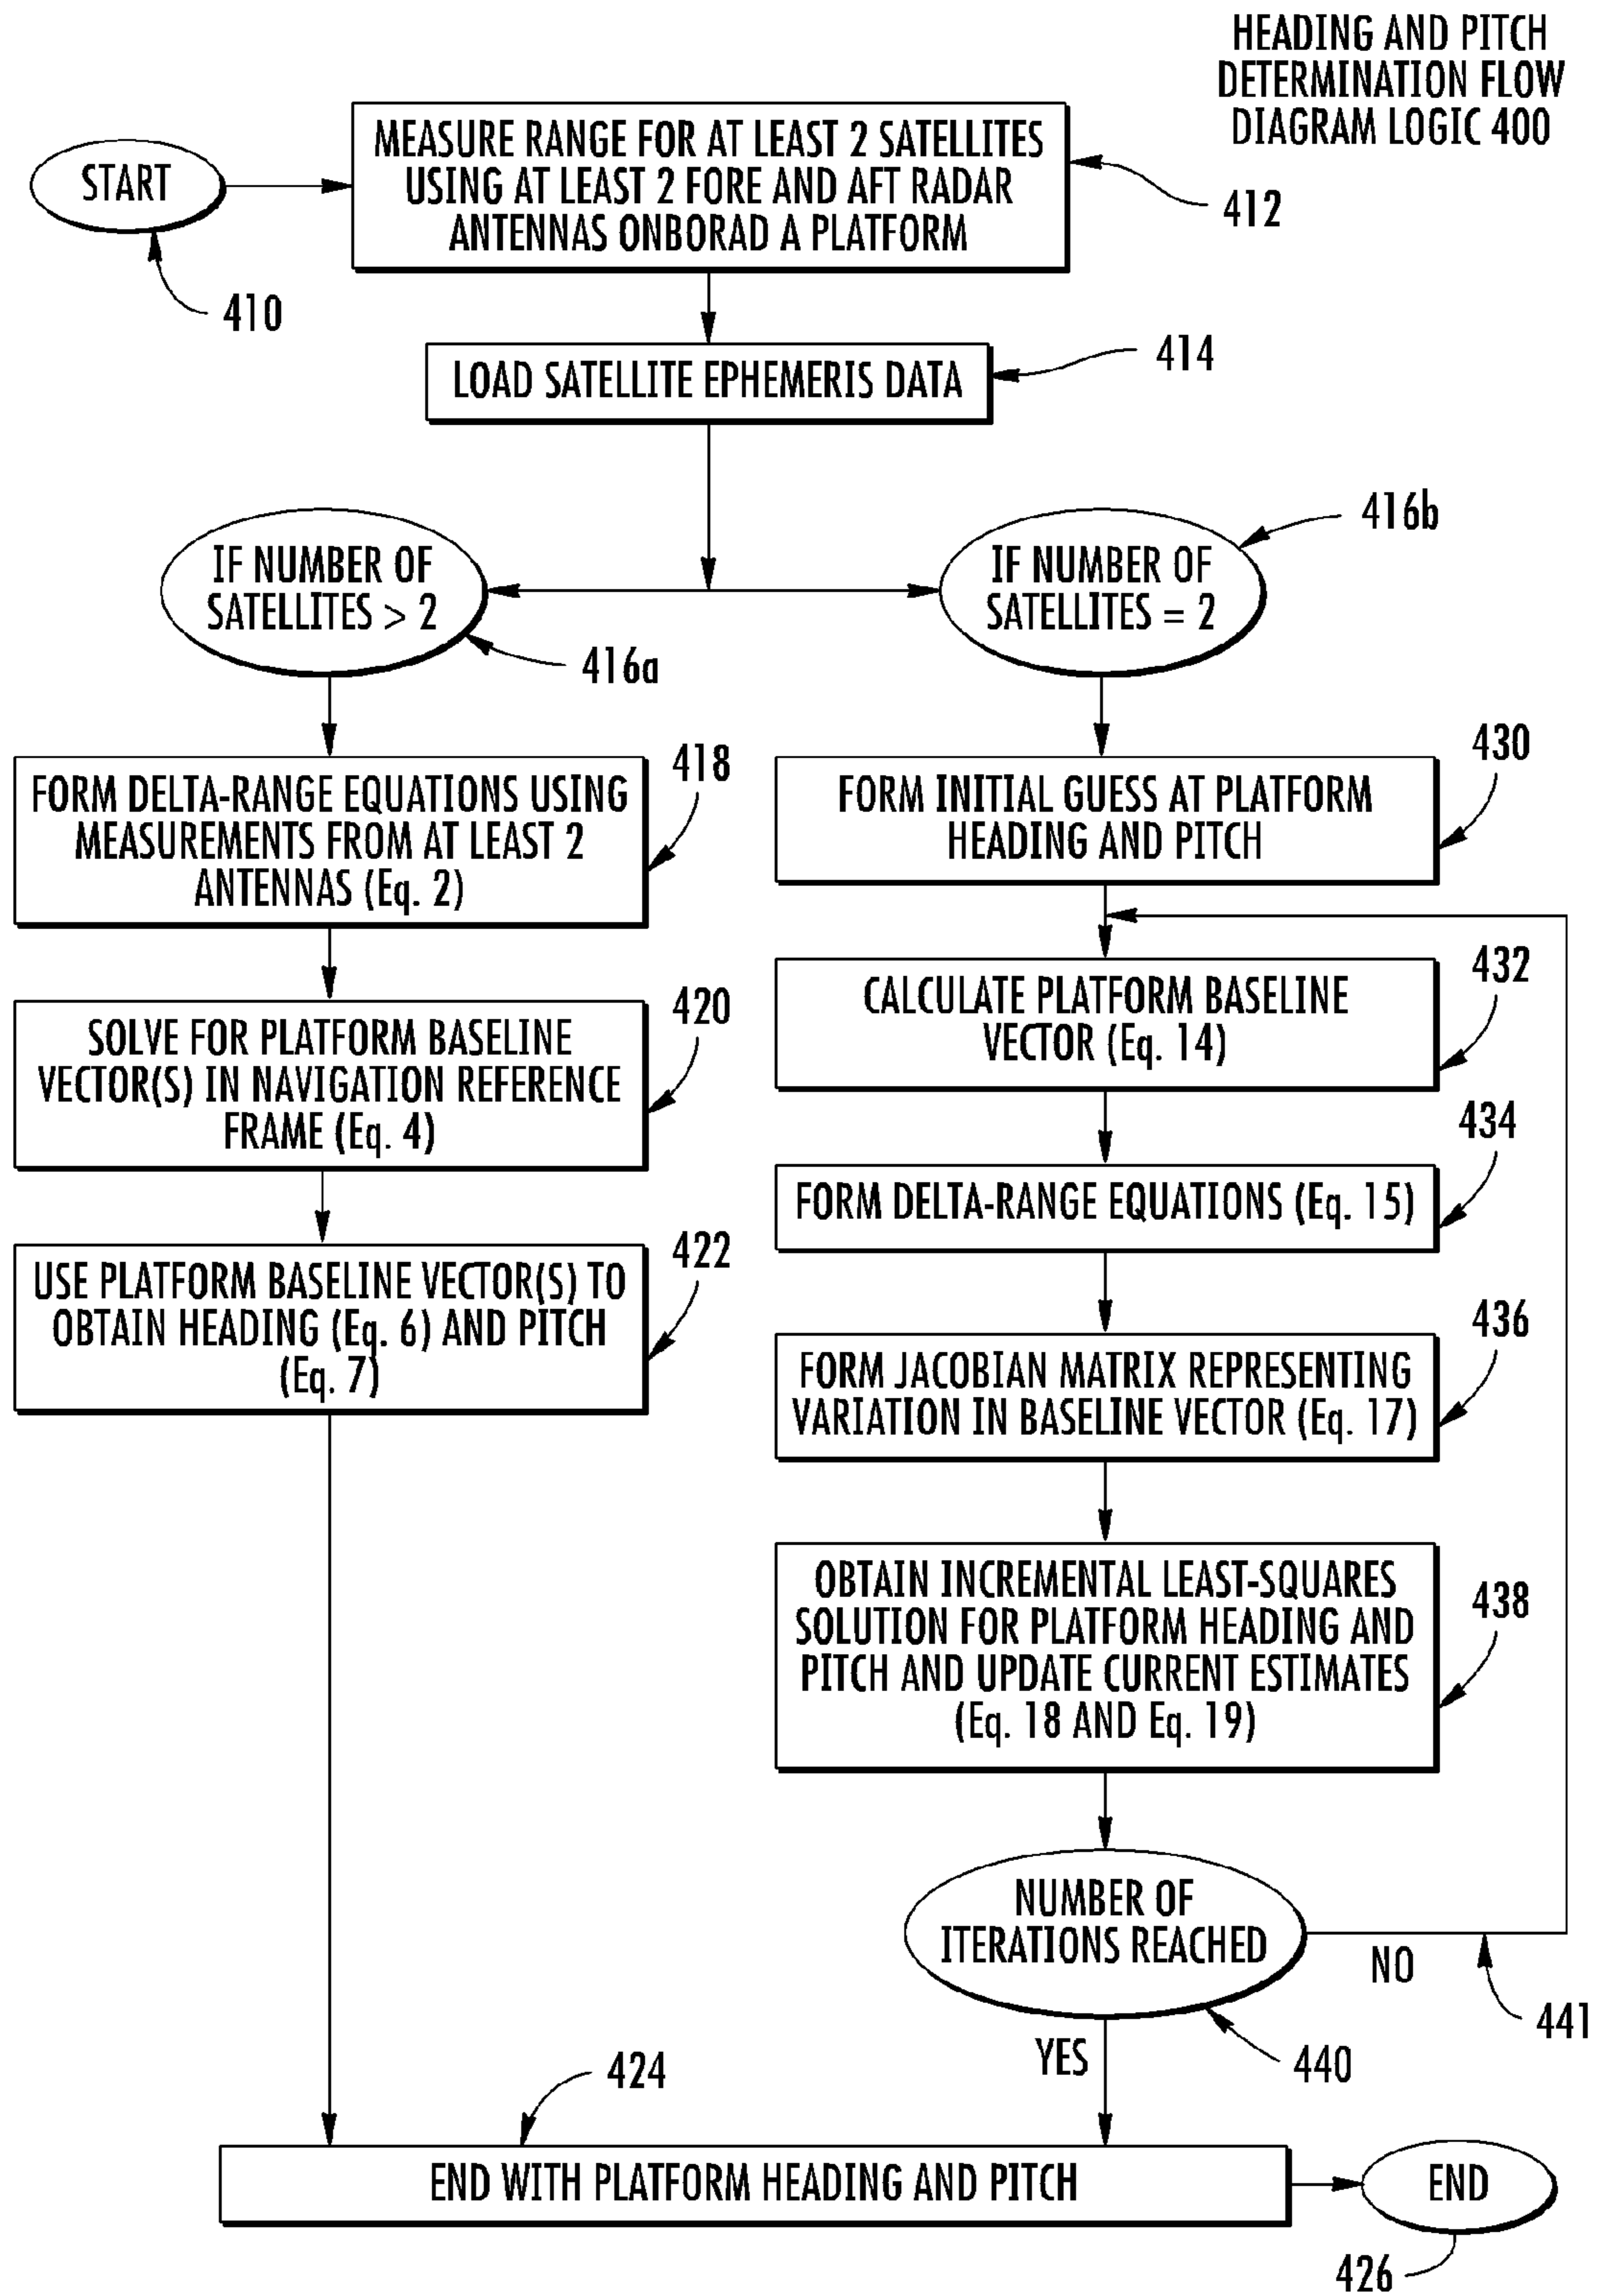 HEADING AND PITCH
DETERMINATION FLOW
DIAGRAM LOGIC 400
START
410
MEASURE RANGE FOR AT LEAST 2 SATELLITES
USING AT LEAST 2 FORE AND AFT RADAR
ANTENNAS ONBORAD A PLATFORM
412
LOAD SATELLITE EPHEMERIS DATA
414
IF NUMBER OF
SATELLITES > 2
416a
IF NUMBER OF
SATELLITES = 2
416b
FORM DELTA-RANGE EQUATIONS USING
MEASUREMENTS FROM AT LEAST 2
ANTENNAS (Eq. 2)
418
SOLVE FOR PLATFORM BASELINE
VECTOR(S) IN NAVIGATION REFERENCE
FRAME (Eq. 4)
420
USE PLATFORM BASELINE VECTOR(S) TO
OBTAIN HEADING (Eq. 6) AND PITCH
(Eq. 7)
422
FORM INITIAL GUESS AT PLATFORM
HEADING AND PITCH
430
CALCULATE PLATFORM BASELINE
VECTOR (Eq. 14)
432
FORM DELTA-RANGE EQUATIONS (Eq. 15)
434
FORM JACOBIAN MATRIX REPRESENTING
VARIATION IN BASELINE VECTOR (Eq. 17)
436
OBTAIN INCREMENTAL LEAST-SQUARES
SOLUTION FOR PLATFORM HEADING AND
PITCH AND UPDATE CURRENT ESTIMATES
(Eq. 18 AND Eq. 19)
438
NUMBER OF
ITERATIONS REACHED
NO
441
YES
440
424
END WITH PLATFORM HEADING AND PITCH
END
426